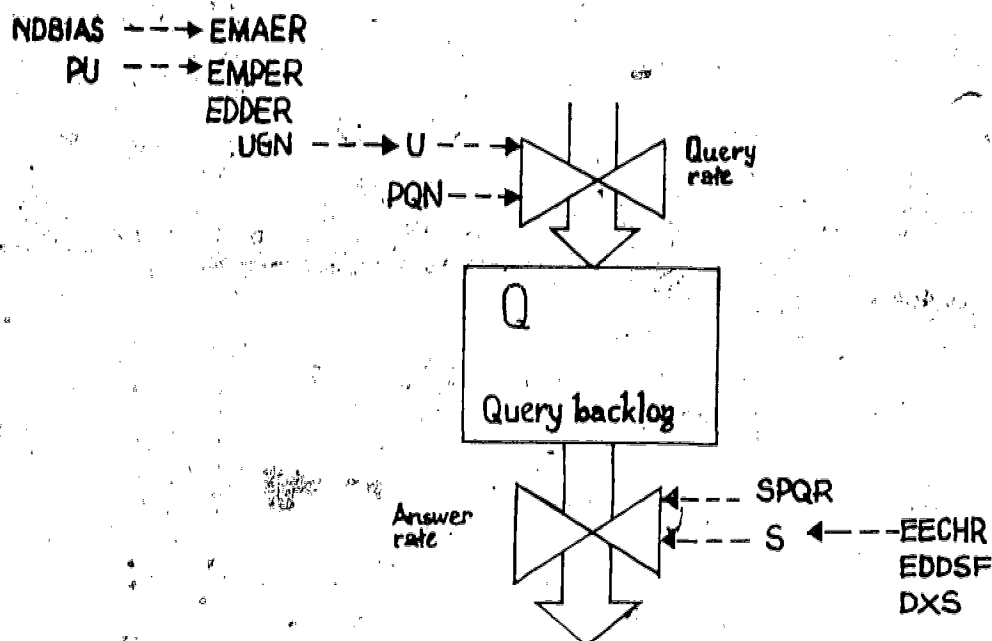 NDBIAS EMAER
PU EMPER
EDDER
UGN U
PQN
Query
rate
Q
Query backlog
Answer
rate
SPQR
S EECHR
EDDSF
DXS